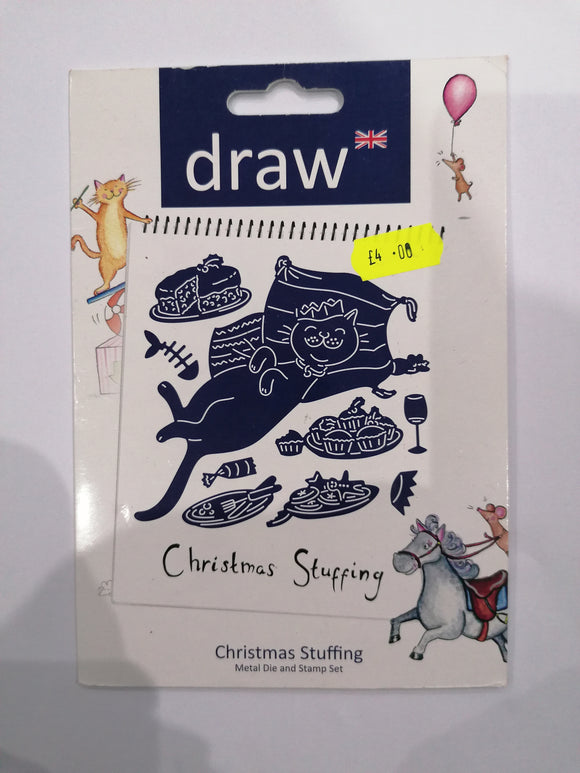 draw
£4.00
Christmas Stuffing
Christmas Stuffing
Metal Die and Stamp Set